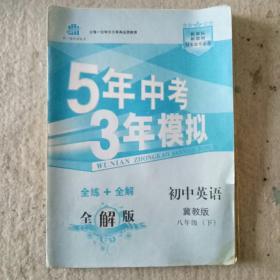 5年中考
3年模拟
WUNIAN ZHONGKAO
全练+全解
全解版
初中英语
冀教版
八年级(下)